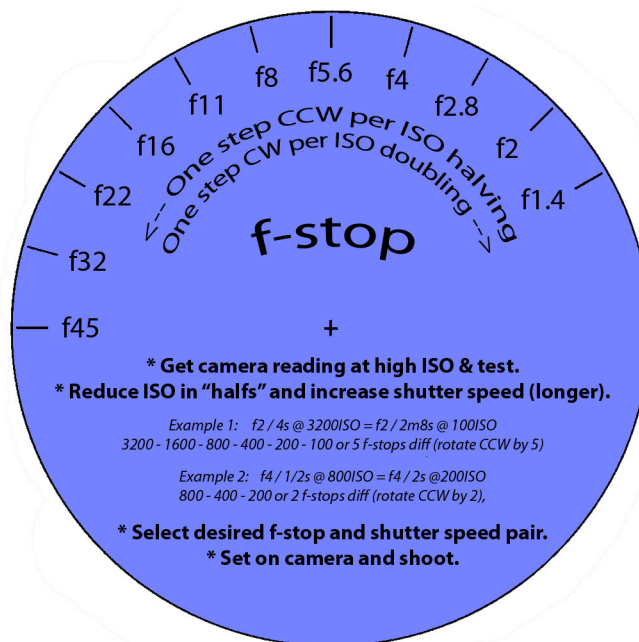 f45
f32
f22
f16
f11
f8
f5.6
f4
f2.8
f2
f1.4
<--- One step CCW per ISO halving
One step CW per ISO doubling --->
f-stop
+
* Get camera reading at high ISO & test.
* Reduce ISO in “halfs” and increase shutter speed (longer).
Example 1: f2 / 4s @ 3200ISO = f2 / 2m8s @ 100ISO
3200 - 1600 - 800 - 400 - 200 - 100 or 5 f-stops diff (rotate CCW by 5)
Example 2: f4 / 1/2s @ 800ISO = f4 / 2s @200ISO
800 - 400 - 200 or 2 f-stops diff (rotate CCW by 2),
* Select desired f-stop and shutter speed pair.
* Set on camera and shoot.